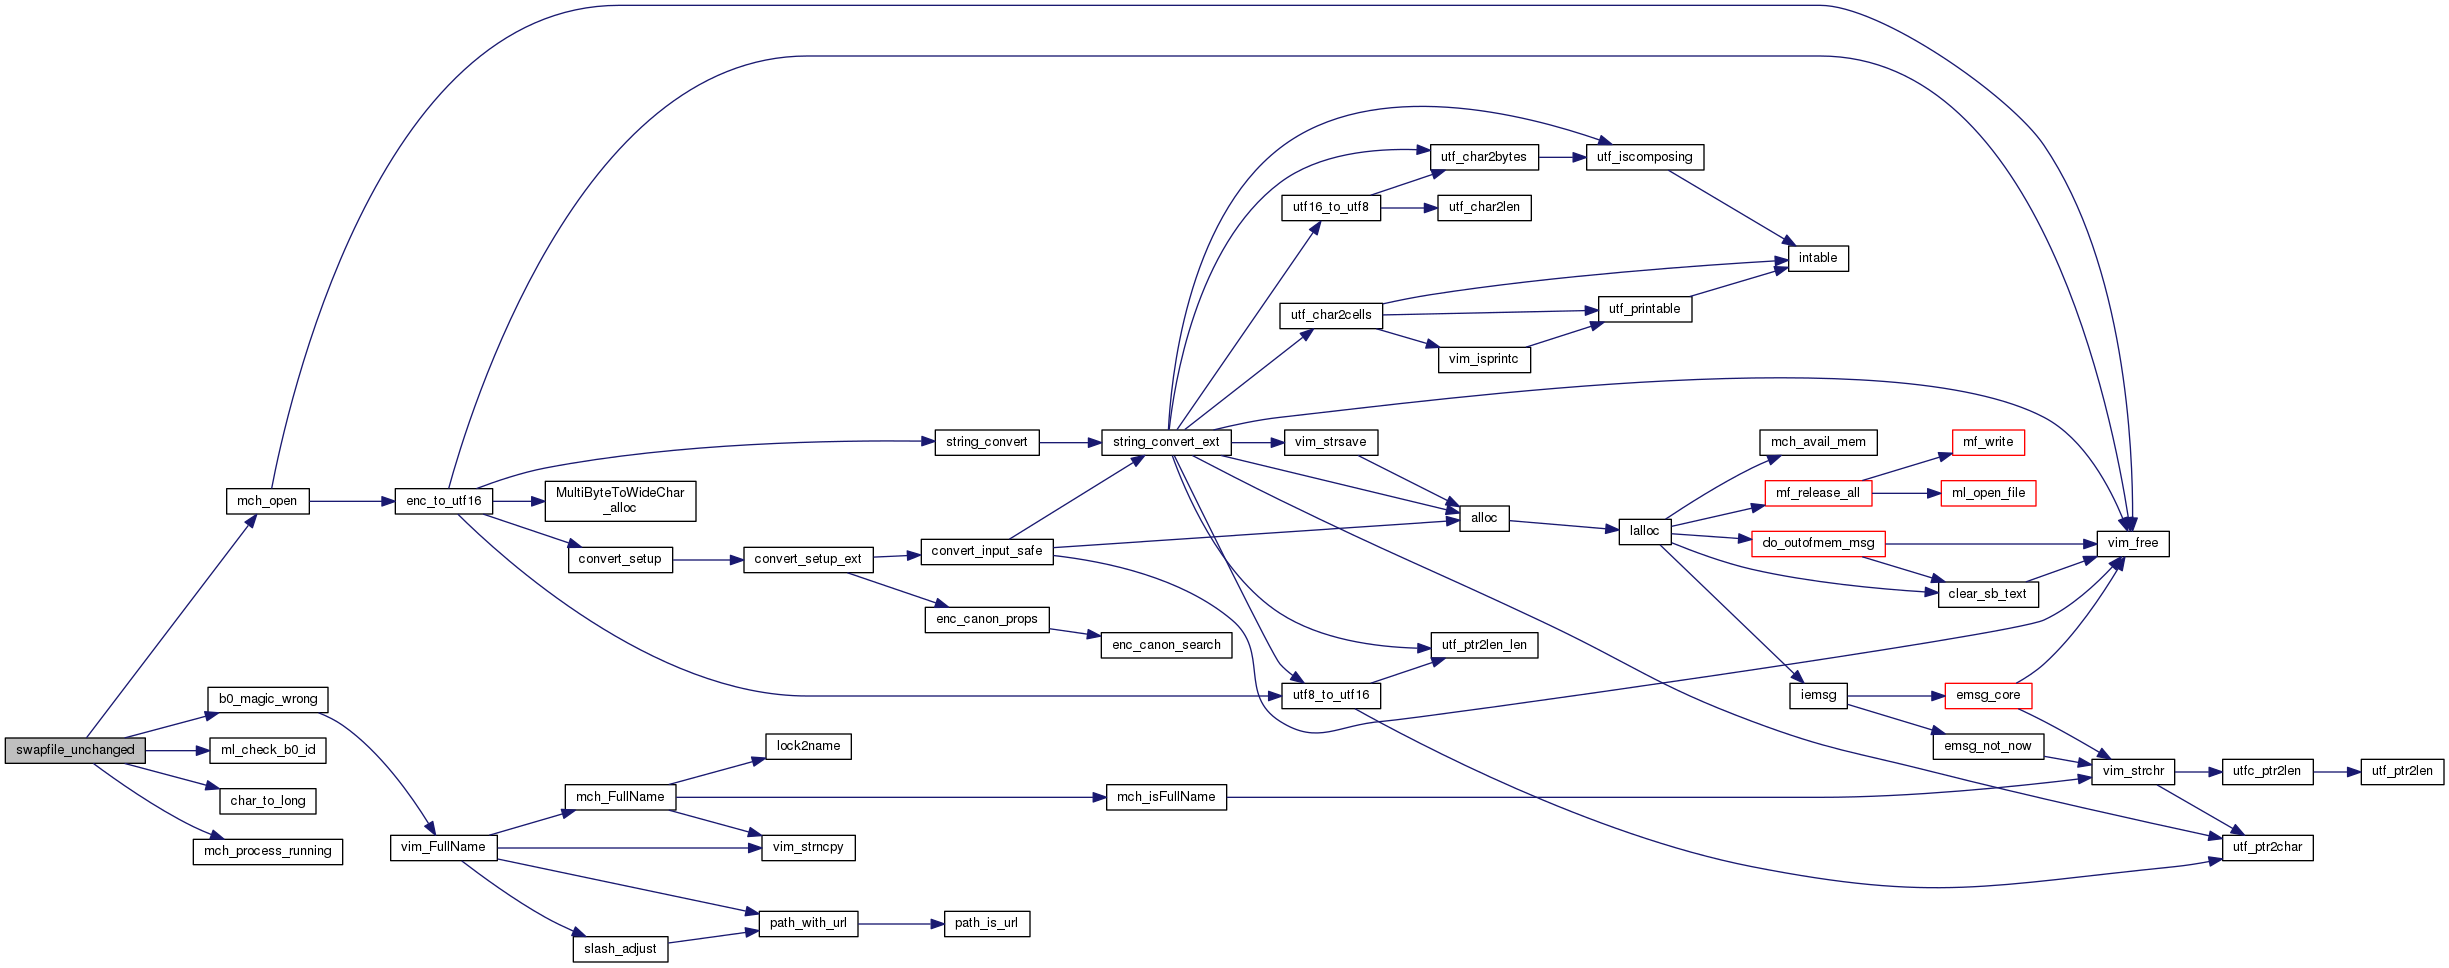 utf_char2bytes
utf_iscomposing
utf16_to_utf8
utf_char2len
intable
utf_char2cells
utf_printable
vim_isprintc
string_convert
string_convert_ext
vim_strsave
mch_avail_mem
mf_write
mch_open
enc_to_utf16
MultiByteToWideChar
_alloc
mf_release_all
ml_open_file
alloc
lalloc
convert_setup
convert_setup_ext
convert_input_safe
do_outofmem_msg
vim_free
clear_sb_text
enc_canon_props
enc_canon_search
utf_ptr2len_len
b0_magic_wrong
utf8_to_utf16
iemsg
emsg_core
swapfile_unchanged
ml_check_b0_id
lock2name
emsg_not_now
char_to_long
mch_FullName
mch_isFullName
vim_strchr
utfc_ptr2len
utf_ptr2len
mch_process_running
vim_FullName
vim_strncpy
utf_ptr2char
path_with_url
path_is_url
slash_adjust